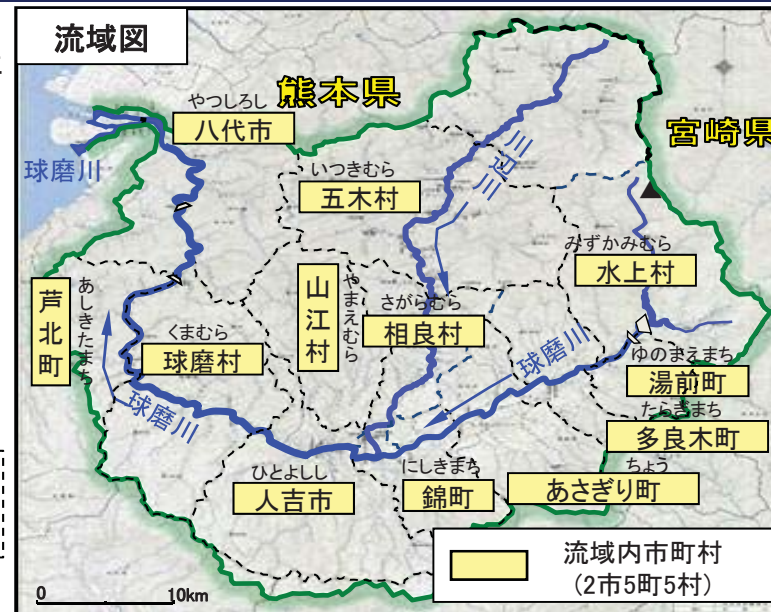 流域図
熊本県
宮崎県
やつしろし
八代市
球磨川
いつきむら
五木村
川辺川
みずかみむら
水上村
あしきたまち
芦北町
やまえむら
山江村
さがらむら
相良村
くまむら
球磨村
球磨川
球磨川
ゆのまえまち
湯前町
たらぎまち
多良木町
ひとよしし
人吉市
にしきまち
錦町
ちょう
あさぎり町
流域内市町村
(2市5町5村)
0 10km